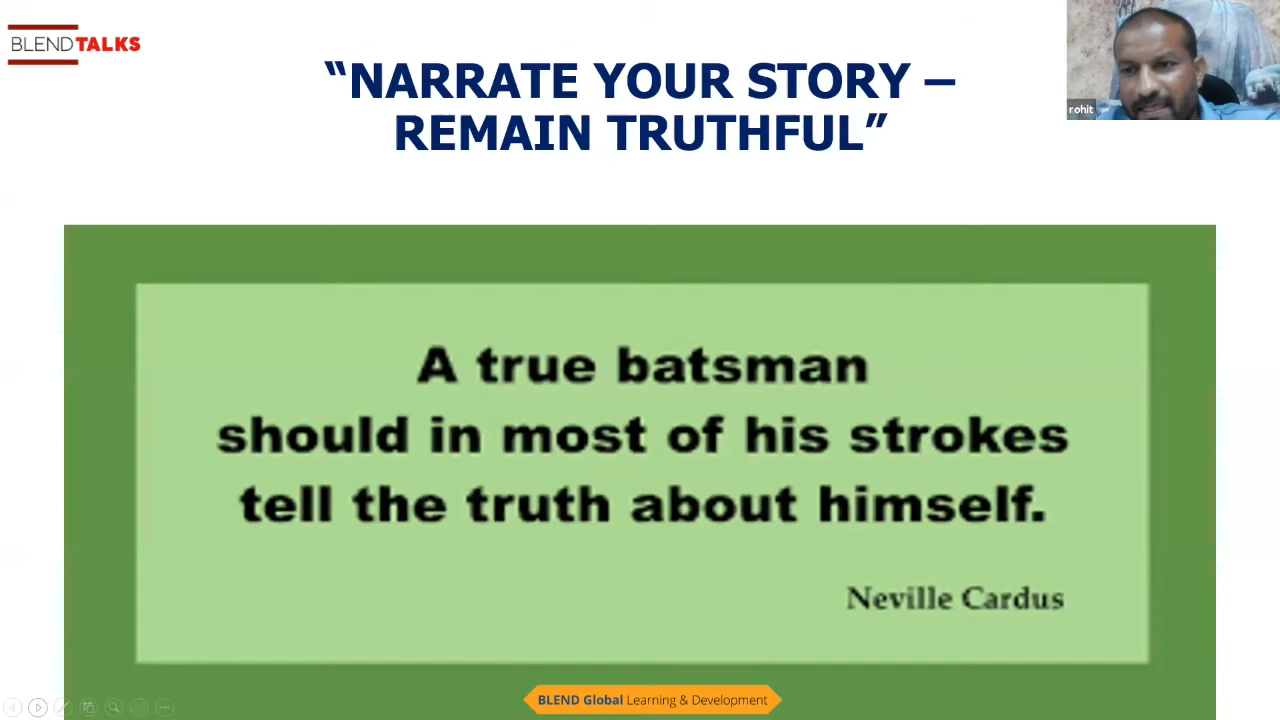 BLENDTALKS
“NARRATE YOUR STORY –
REMAIN TRUTHFUL”
rohit
A true batsman
should in most of his strokes
tell the truth about himself.
Neville Cardus
BLEND Global Learning & Development